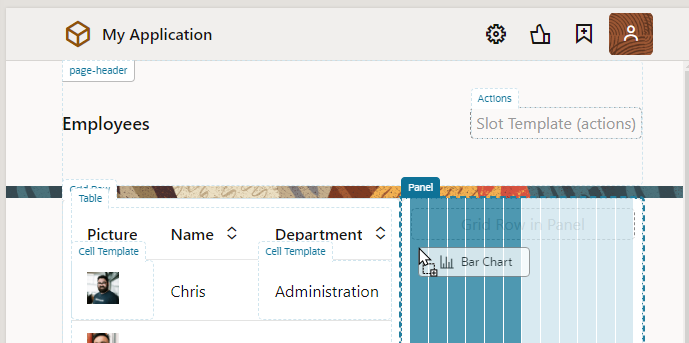 My Application
page-header
Actions
Employees
Slot Template (actions)
Grid Row
Panel
Table
Grid Row in Panel
Picture Name Department
Cell Template Cell Template
Bar Chart
Chris Administration